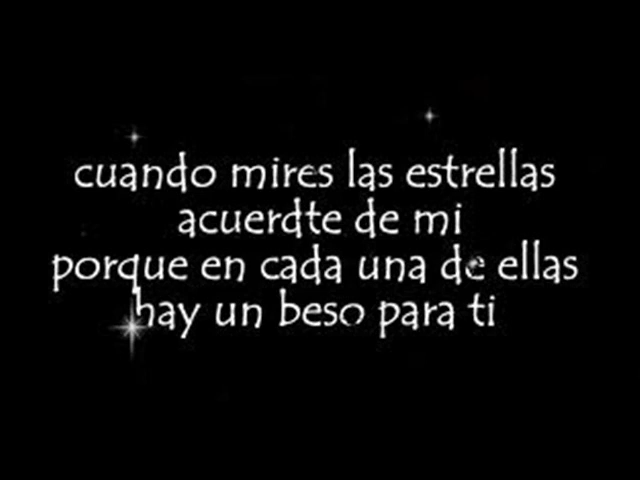 cuando mires las estrellas
acuerdte de mi
porque en cada una de ellas
hay un beso para ti